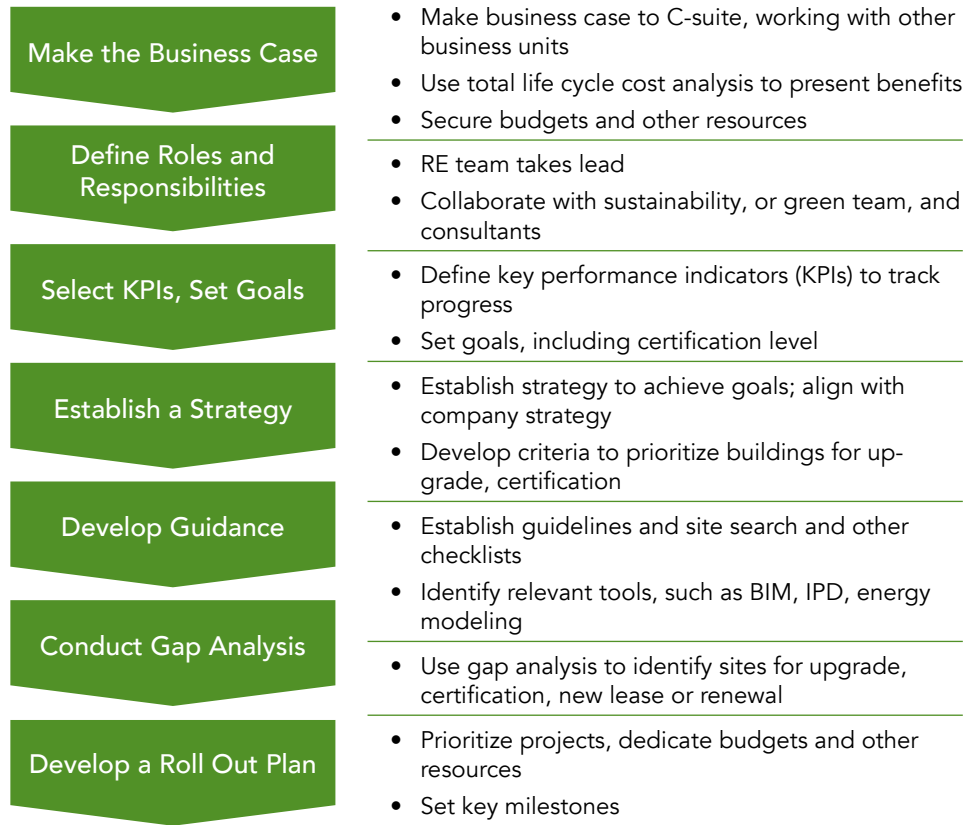 Make the Business Case
• Make business case to C-suite, working with other
business units
• Use total life cycle cost analysis to present benefits
• Secure budgets and other resources
Define Roles and
Responsibilities
• RE team takes lead
• Collaborate with sustainability, or green team, and
consultants
Select KPIs, Set Goals
• Define key performance indicators (KPIs) to track
progress
• Set goals, including certification level
Establish a Strategy
• Establish strategy to achieve goals; align with
company strategy
• Develop criteria to prioritize buildings for up-
grade, certification
Develop Guidance
• Establish guidelines and site search and other
checklists
• Identify relevant tools, such as BIM, IPD, energy
modeling
Conduct Gap Analysis
• Use gap analysis to identify sites for upgrade,
certification, new lease or renewal
Develop a Roll Out Plan
• Prioritize projects, dedicate budgets and other
resources
• Set key milestones